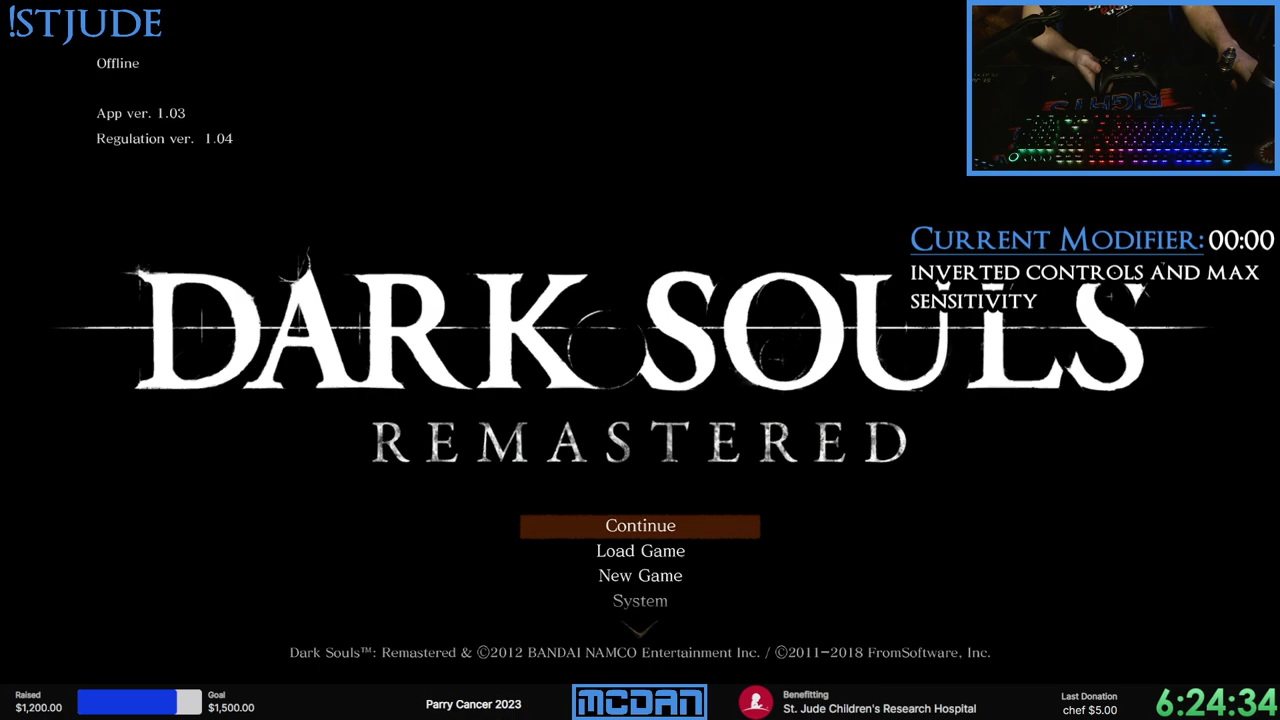 !STJUDE
Offline
App ver. 1.03
Regulation ver. 1.04
CURRENT MODIFIER: 00:00
INVERTED CONTROLS AND MAX
SENSITIVITY
DARK SOULS
REMASTERED
Continue
Load Game
New Game
System
Dark Souls™: Remastered & ©2012 BANDAI NAMCO Entertainment Inc. / ©2011-2018 FromSoftware, Inc.
Raised
$1,200.00
Goal
$1,500.00
Parry Cancer 2023
MCDAN
Benefitting
St. Jude Children's Research Hospital
Last Donation
chef $5.00
6:24:34